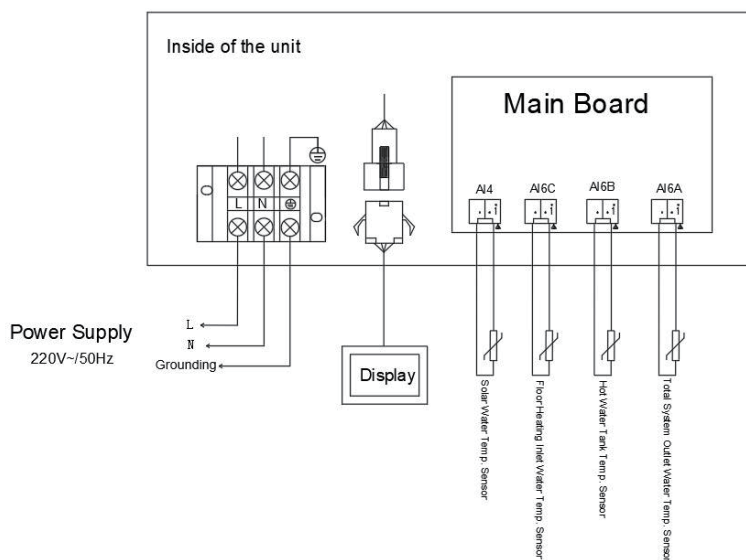 Inside of the unit
Main Board
AI4
AI6C
AI6B
AI6A
L
N
L
N
Grounding
Power Supply
220V~/50Hz
Display
Solar Water Temp. Sensor
Floor Heating Inlet Water Temp. Sensor
Hot Water Tank Temp. Sensor
Total System Outlet Water Temp. Sensor